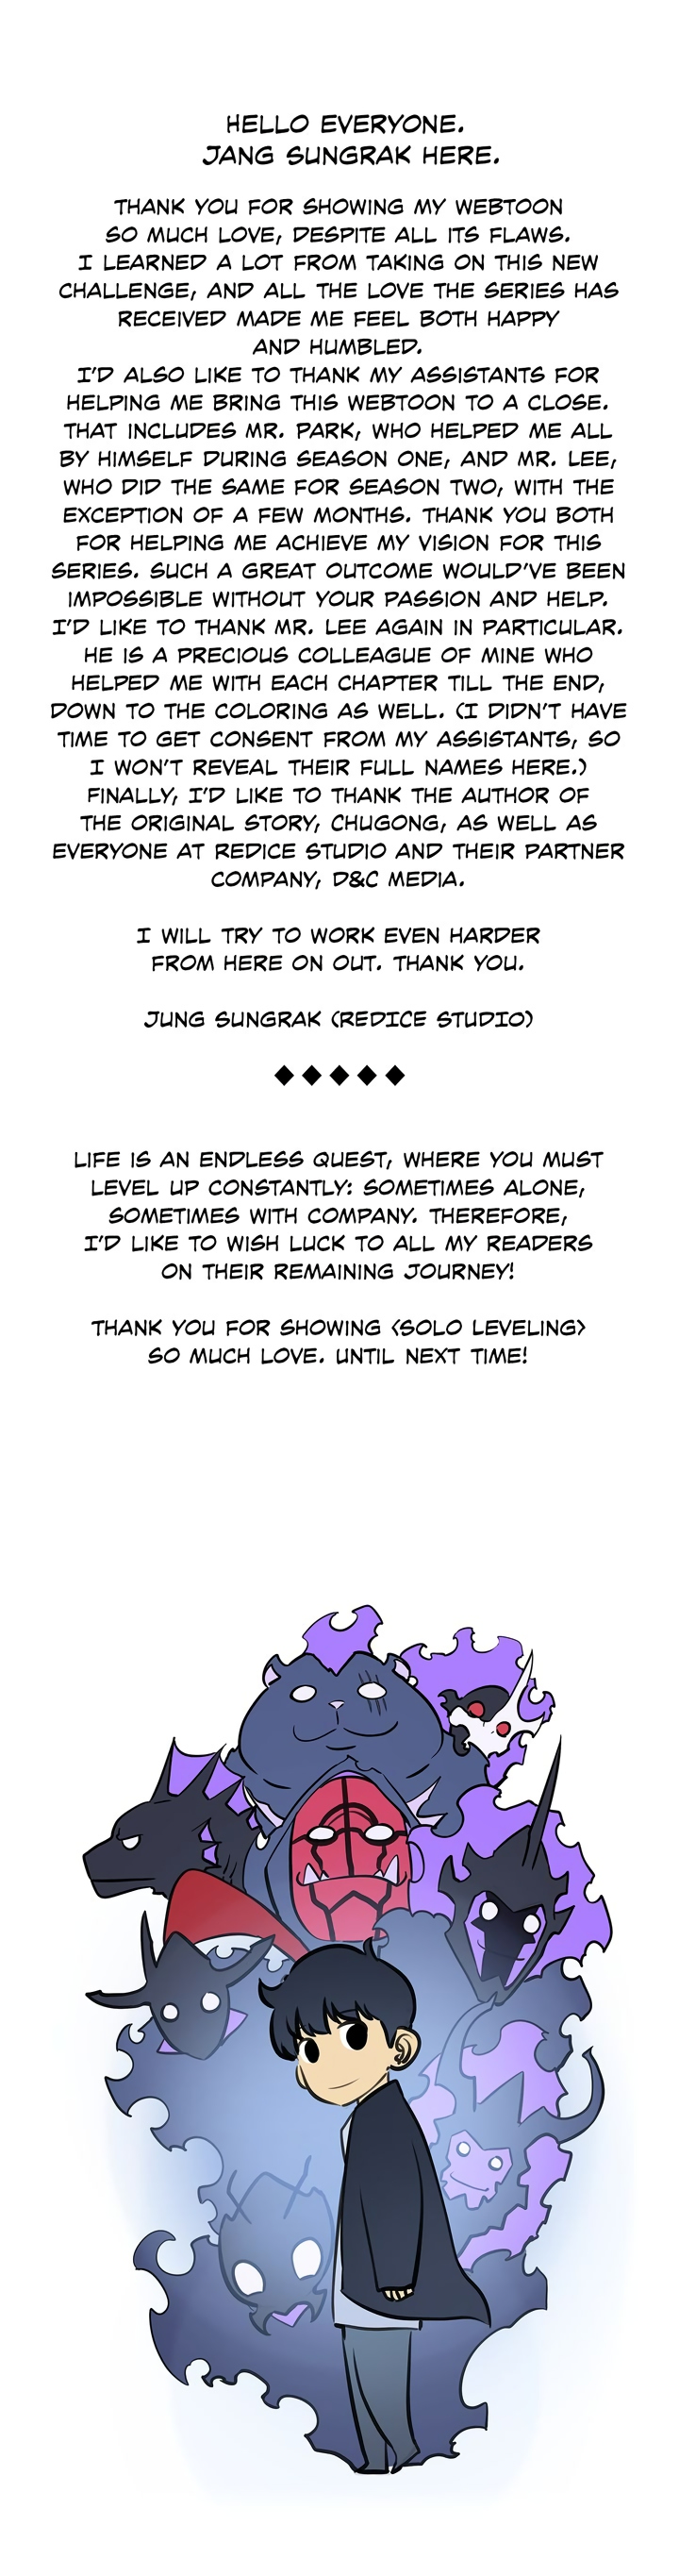 HELLO EVERYONE.
JANG SUNGRAK HERE.
THANK YOU FOR SHOWING MY WEBTOON
SO MUCH LOVE, DESPITE ALL ITS FLAWS.
I LEARNED A LOT FROM TAKING ON THIS NEW
CHALLENGE, AND ALL THE LOVE THE SERIES HAS
RECEIVED MADE ME FEEL BOTH HAPPY
AND HUMBLED.
I'D ALSO LIKE TO THANK MY ASSISTANTS FOR
HELPING ME BRING THIS WEBTOON TO A CLOSE.
THAT INCLUDES MR. PARK, WHO HELPED ME ALL
BY HIMSELF DURING SEASON ONE, AND MR. LEE,
WHO DID THE SAME FOR SEASON TWO, WITH THE
EXCEPTION OF A FEW MONTHS. THANK YOU BOTH
FOR HELPING ME ACHIEVE MY VISION FOR THIS
SERIES. SUCH A GREAT OUTCOME WOULD'VE BEEN
IMPOSSIBLE WITHOUT YOUR PASSION AND HELP.
I'D LIKE TO THANK MR. LEE AGAIN IN PARTICULAR.
HE IS A PRECIOUS COLLEAGUE OF MINE WHO
HELPED ME WITH EACH CHAPTER TILL THE END,
DOWN TO THE COLORING AS WELL. (I DIDN'T HAVE
TIME TO GET CONSENT FROM MY ASSISTANTS, SO
I WON'T REVEAL THEIR FULL NAMES HERE.)
FINALLY, I'D LIKE TO THANK THE AUTHOR OF
THE ORIGINAL STORY, CHUGONG, AS WELL AS
EVERYONE AT REDICE STUDIO AND THEIR PARTNER
COMPANY, D&C MEDIA.
I WILL TRY TO WORK EVEN HARDER
FROM HERE ON OUT. THANK YOU.
JUNG SUNGRAK (REDICE STUDIO)
LIFE IS AN ENDLESS QUEST, WHERE YOU MUST
LEVEL UP CONSTANTLY: SOMETIMES ALONE,
SOMETIMES WITH COMPANY. THEREFORE,
I'D LIKE TO WISH LUCK TO ALL MY READERS
ON THEIR REMAINING JOURNEY!
THANK YOU FOR SHOWING <SOLO LEVELING>
SO MUCH LOVE. UNTIL NEXT TIME!